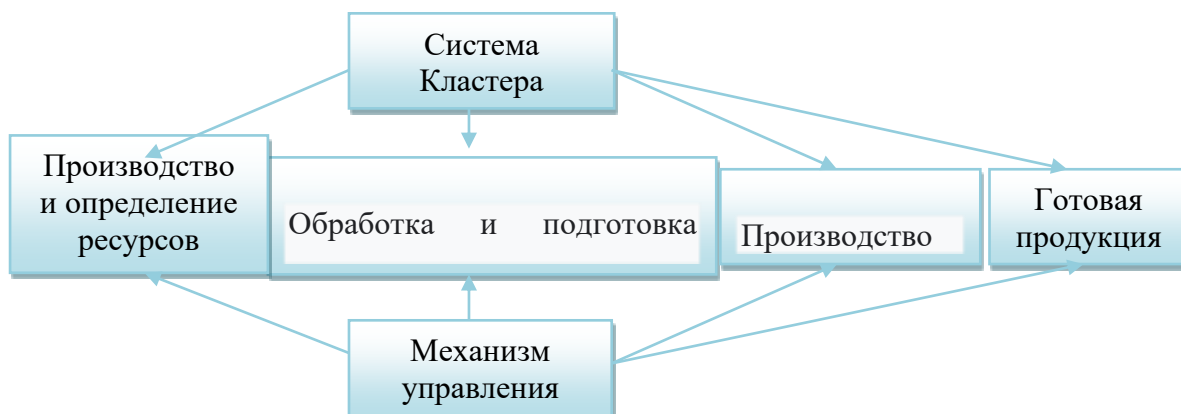 Система
Кластера
Производство
и определение
ресурсов
Обработка и подготовка
Производство
Готовая
продукция
Механизм
управления